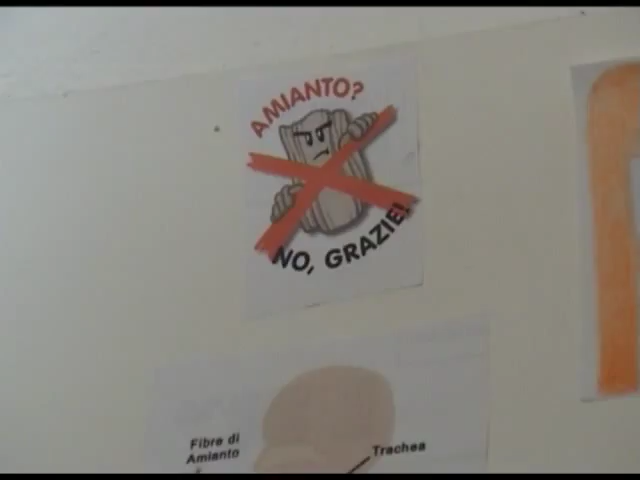 AMIANTO?
NO, GRAZIE!
Fibre di
Amianto
Trachea